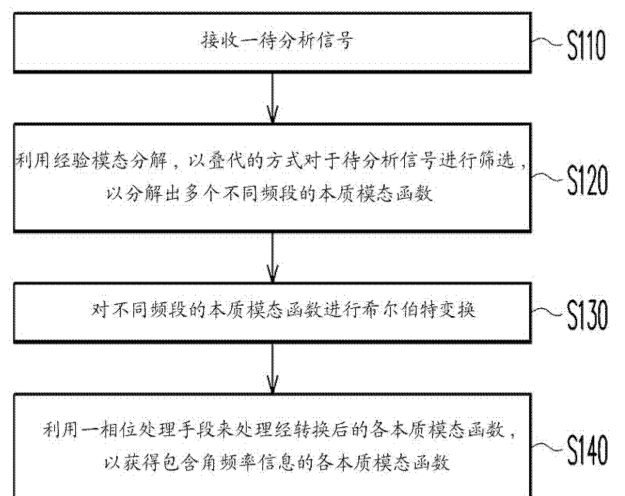 接收一待分析信号
S110
利用经验模态分解，以叠代的方式对于待分析信号进行筛选，
以分解出多个不同频段的本质模态函数
S120
对不同频段的本质模态函数进行希尔伯特变换
S130
利用一相位处理手段来处理经转换后的各本质模态函数，
以获得包含角频率信息的各本质模态函数
S140